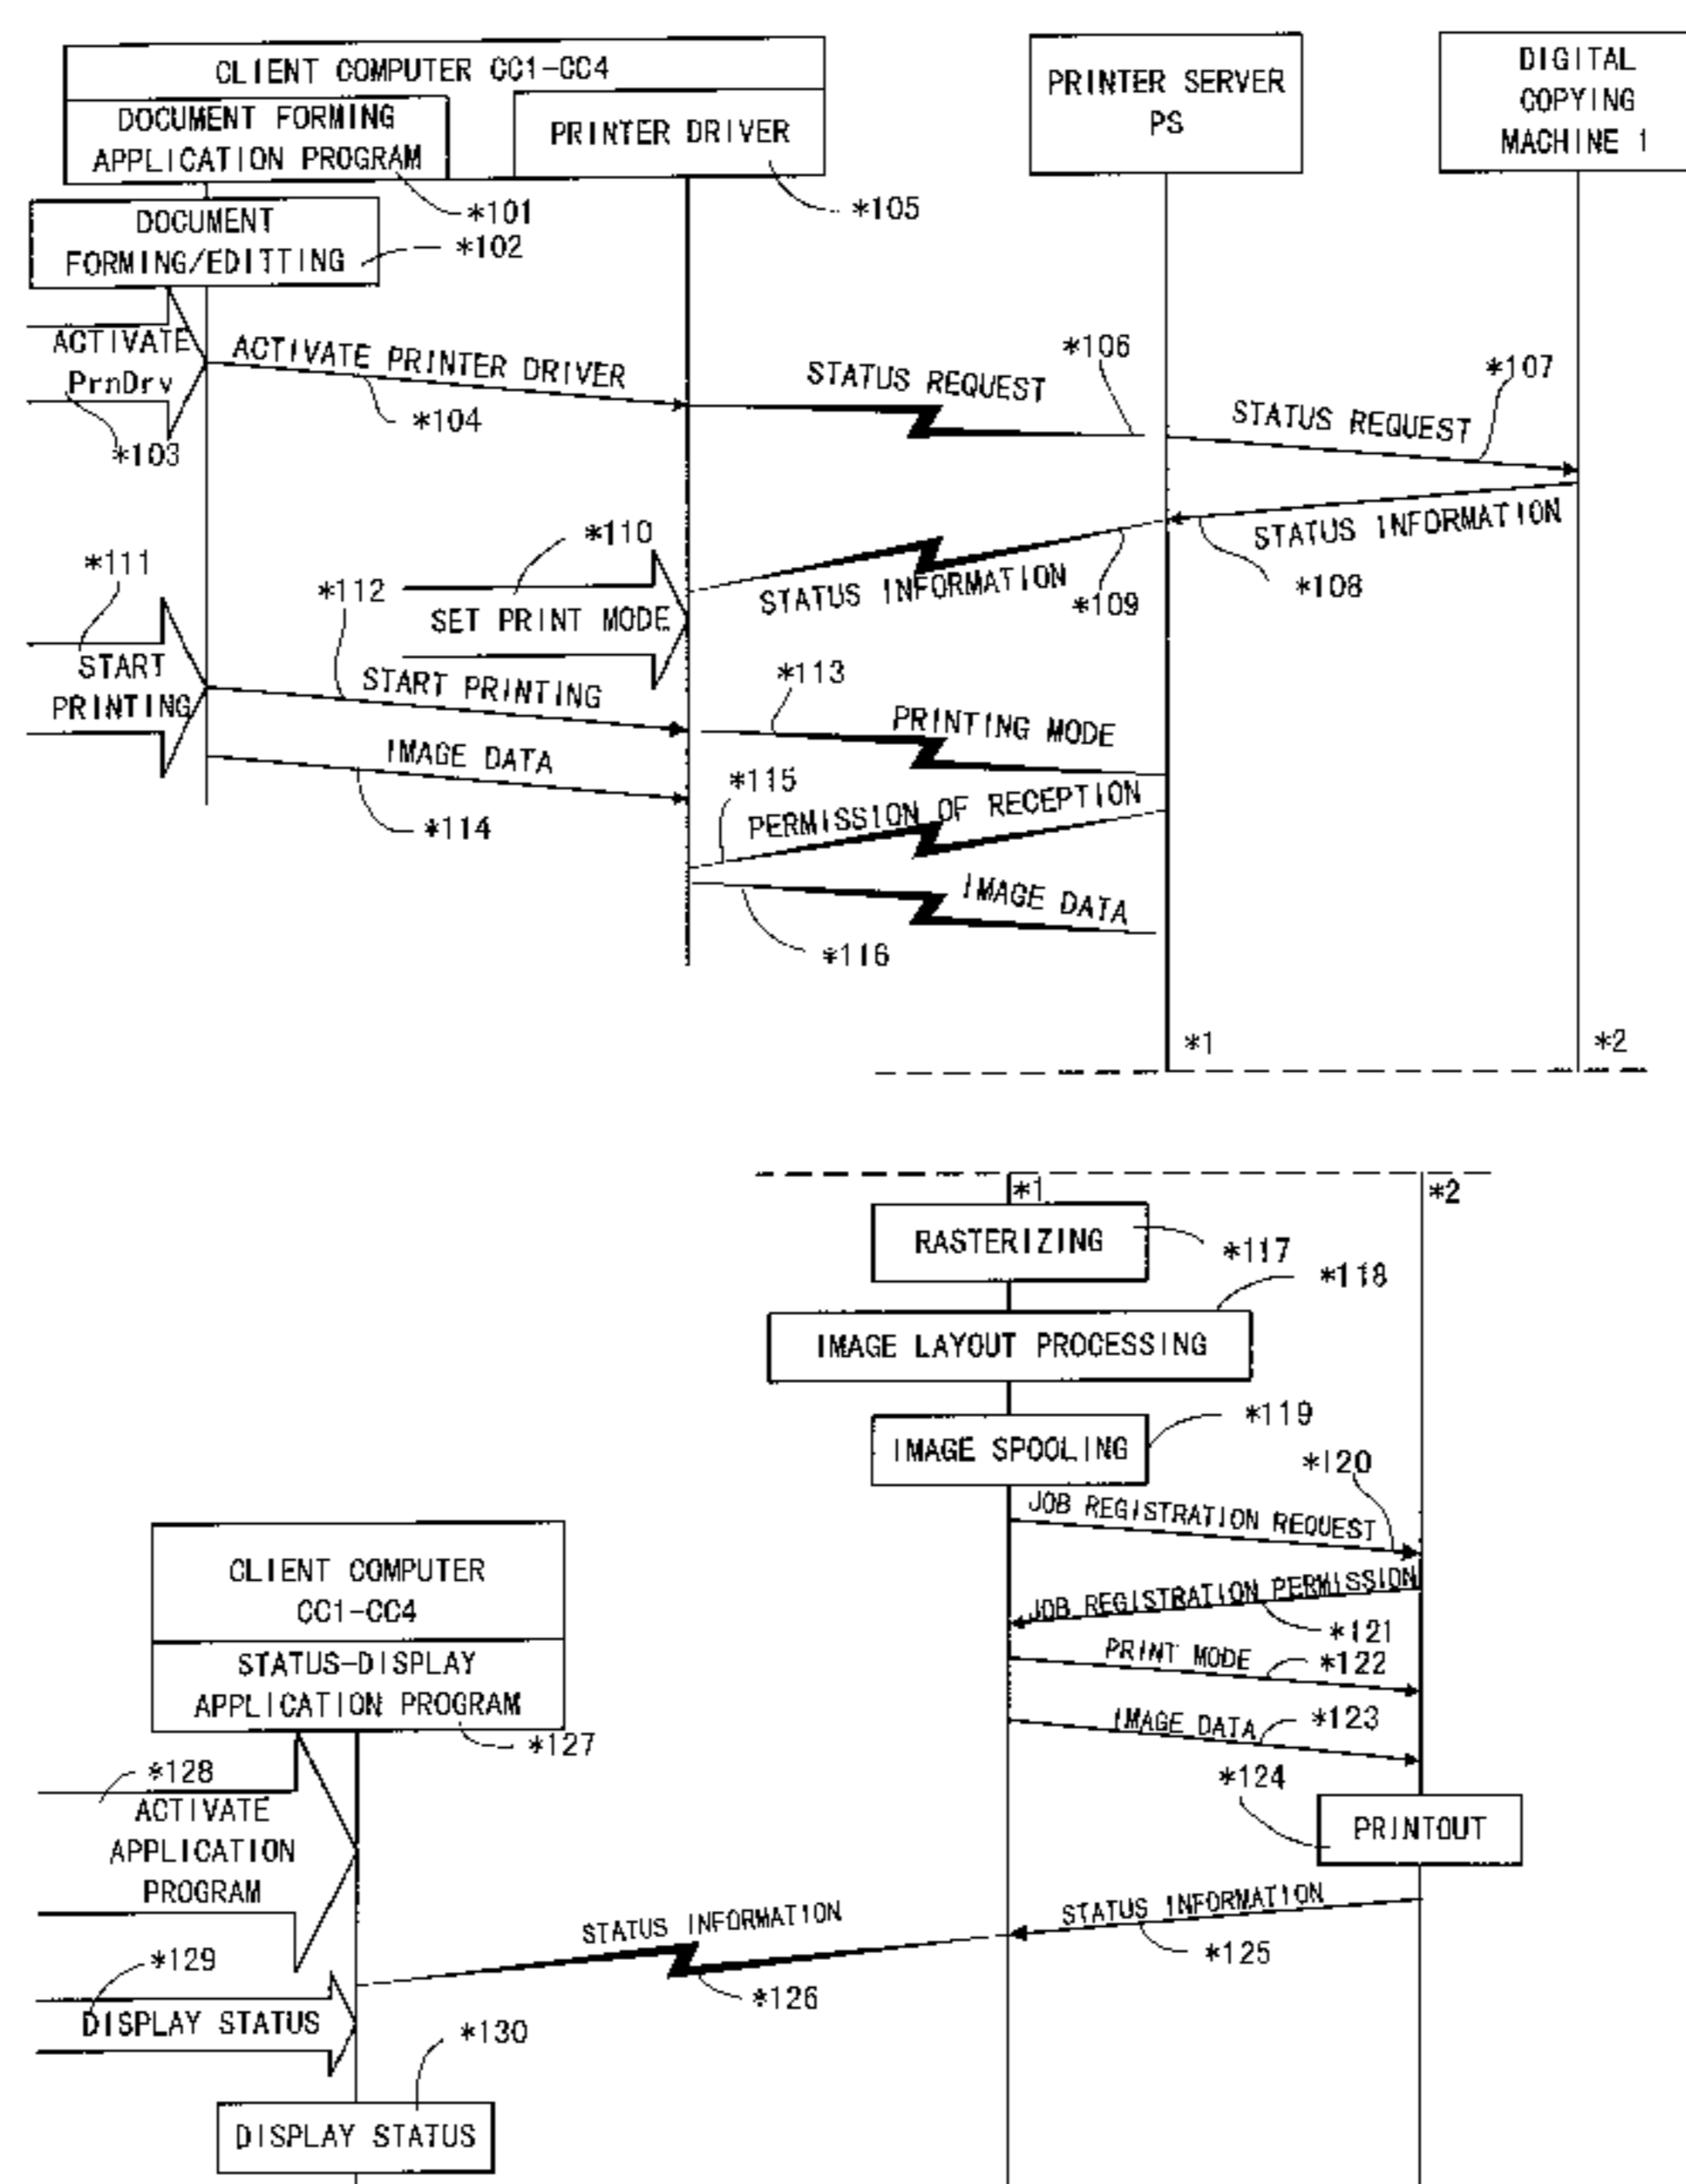 CLIENT COMPUTER CC1-CC4
DOCUMENT FORMING
APPLICATION PROGRAM
PRINTER DRIVER
PRINTER SERVER
PS
DIGITAL
COPYING
MACHINE 1
*101
*105
DOCUMENT
FORMING/EDITTING
*102
ACTIVATE
PrnDrv
*103
ACTIVATE PRINTER DRIVER
*104
STATUS REQUEST
*106
STATUS REQUEST
*107
STATUS INFORMATION
*108
STATUS INFORMATION
*109
*110
SET PRINT MODE
*111
START
PRINTING
*112
START PRINTING
*113
PRINTING MODE
IMAGE DATA
*114
*115
PERMISSION OF RECEPTION
IMAGE DATA
*116
*1
*2
*1
*2
RASTERIZING
*117
*118
IMAGE LAYOUT PROCESSING
*119
IMAGE SPOOLING
*120
JOB REGISTRATION REQUEST
JOB REGISTRATION PERMISSION
*121
PRINT MODE
*122
IMAGE DATA
*123
*124
PRINTOUT
CLIENT COMPUTER
CC1-CC4
STATUS-DISPLAY
APPLICATION PROGRAM
*127
*128
ACTIVATE
APPLICATION
PROGRAM
STATUS INFORMATION
*125
STATUS INFORMATION
*126
*129
DISPLAY STATUS
*130
DISPLAY STATUS